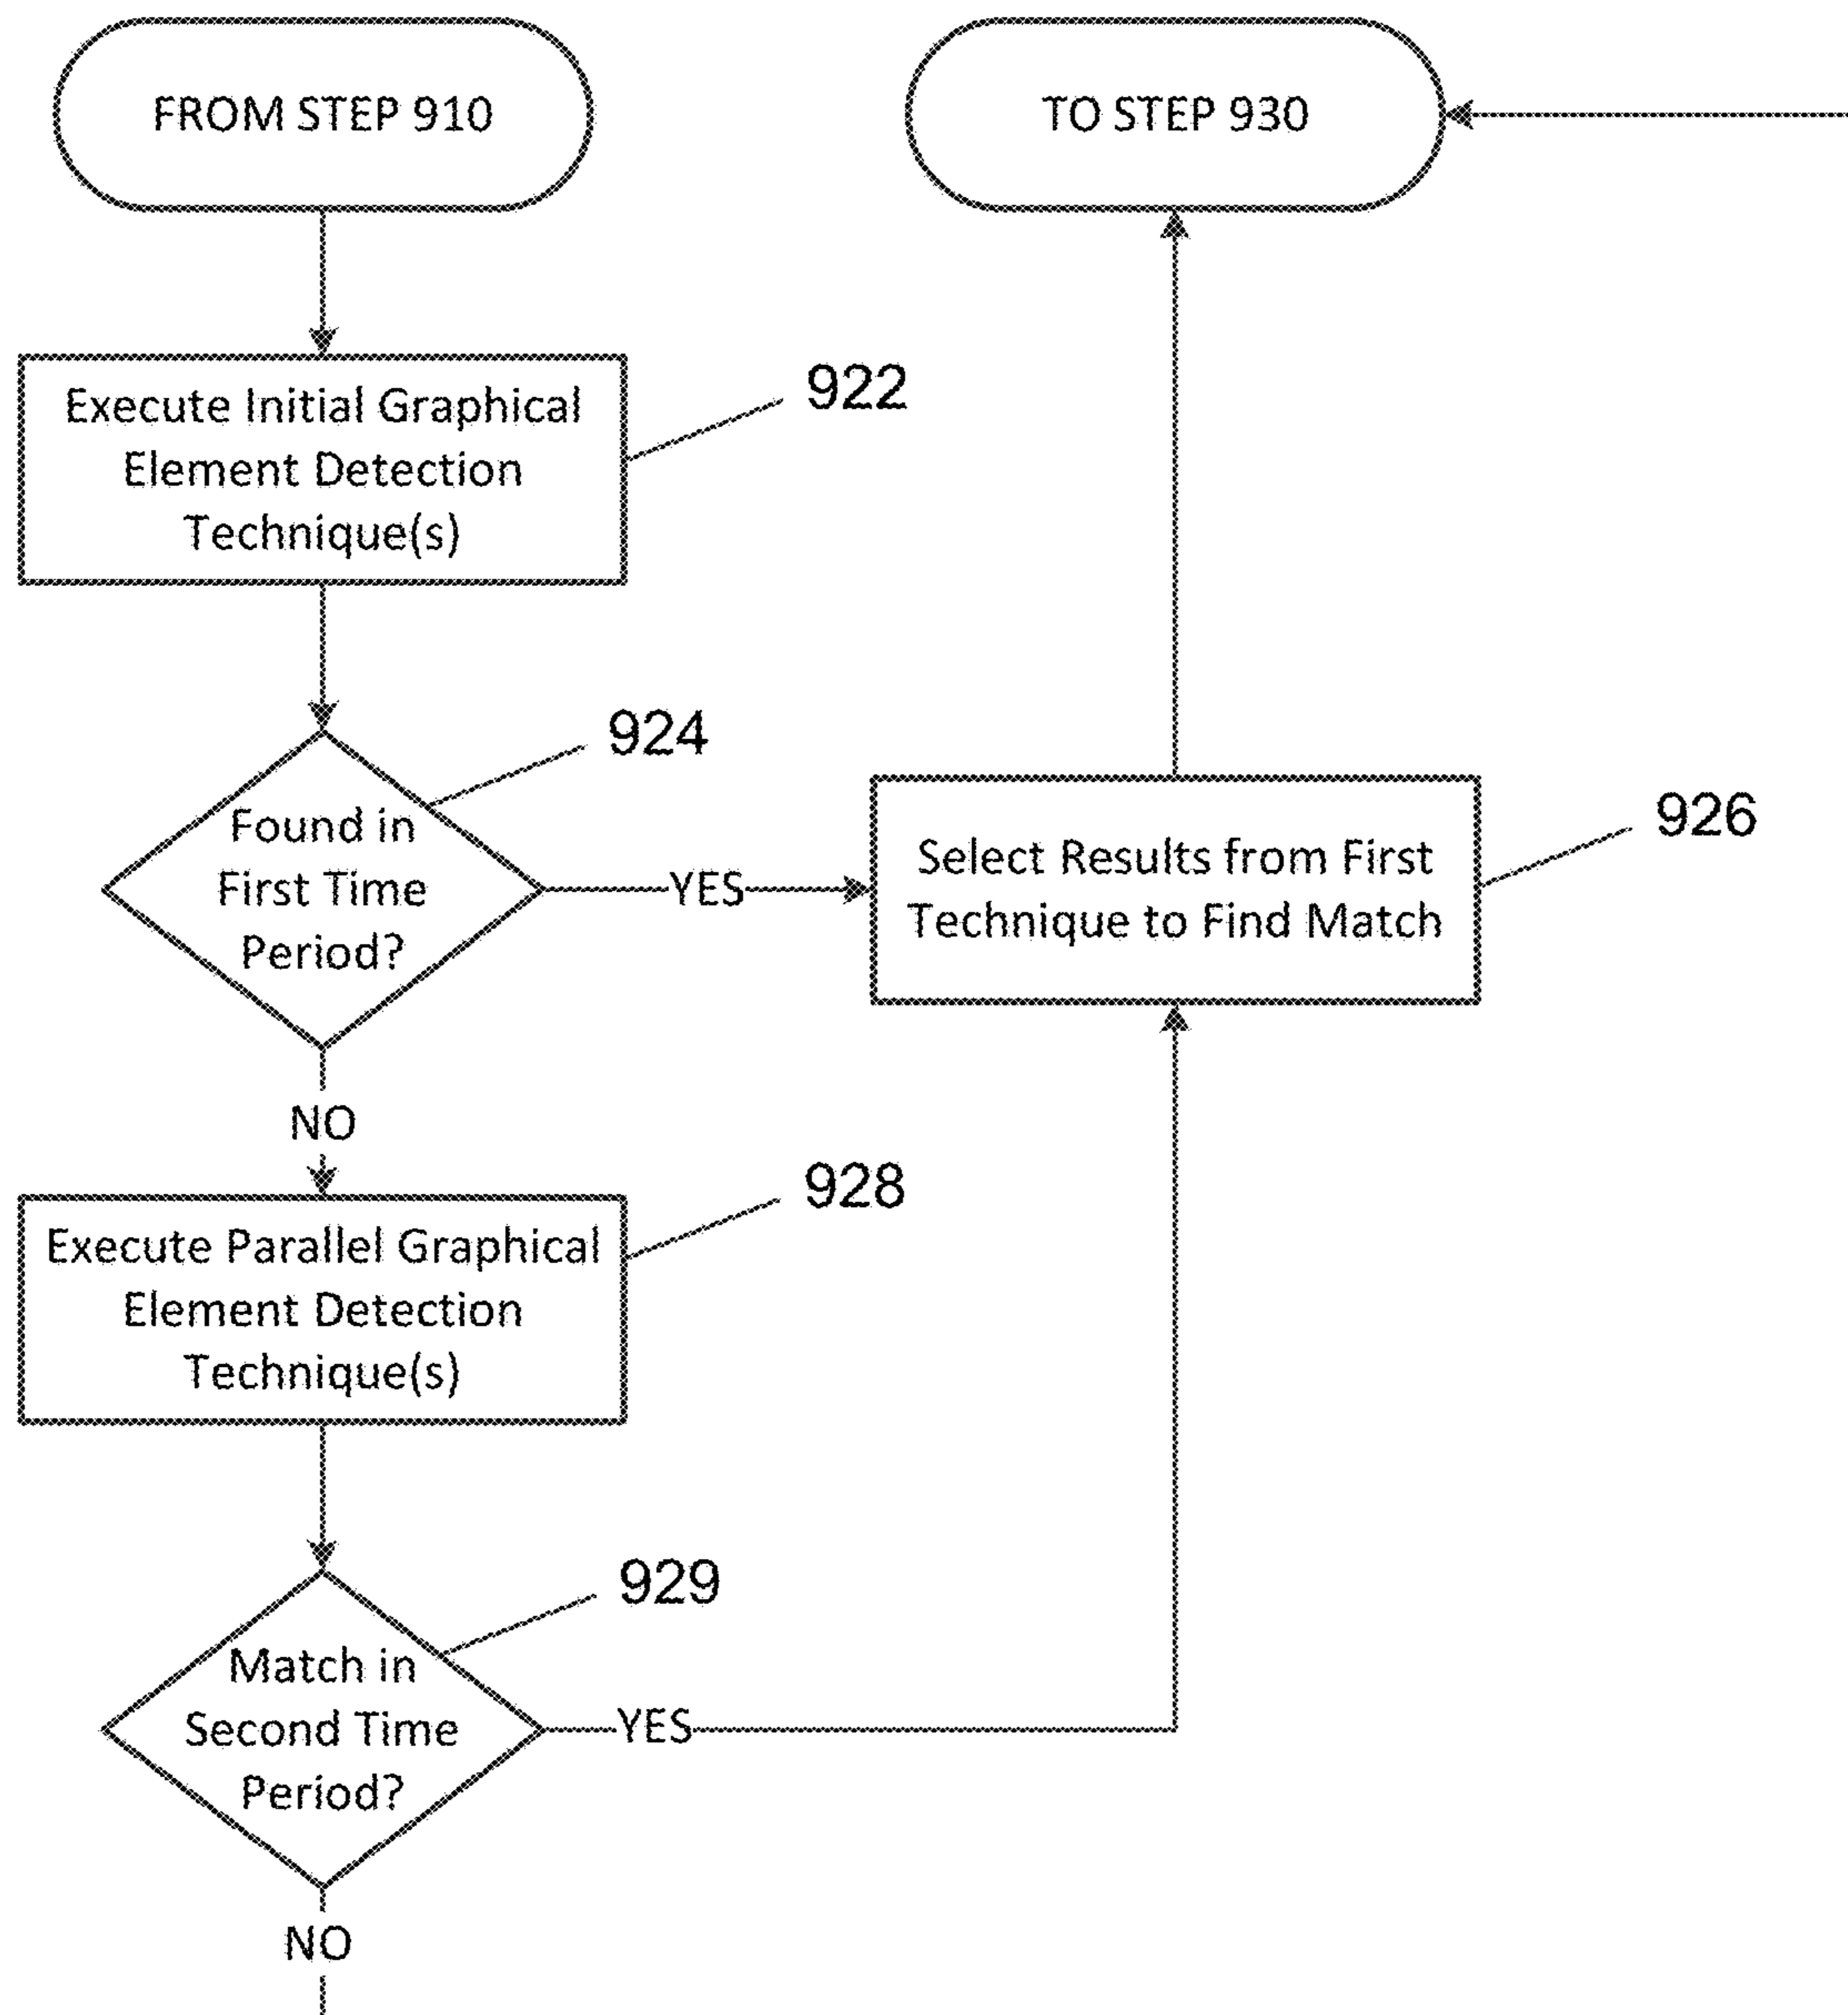 FROM STEP 910
TO STEP 930
Execute Initial Graphical
Element Detection
Technique(s)
922
Found in
First Time
Period?
924
YES
Select Results from First
Technique to Find Match
926
NO
Execute Parallel Graphical
Element Detection
Technique(s)
928
Match in
Second Time
Period?
929
YES
NO